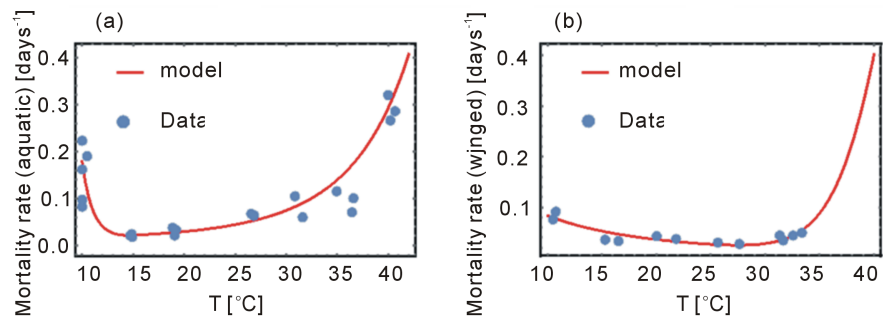 (a)
Mortality rate (aquatic) [days⁻¹]
0.4
0.3
0.2
0.1
0.0
model
Data
10 15 20 25 30 35 40
T [°C]
(b)
Mortality rate (wjnged) [days⁻¹]
0.4
0.3
0.2
0.1
model
Data
10 15 20 25 30 35 40
T [°C]